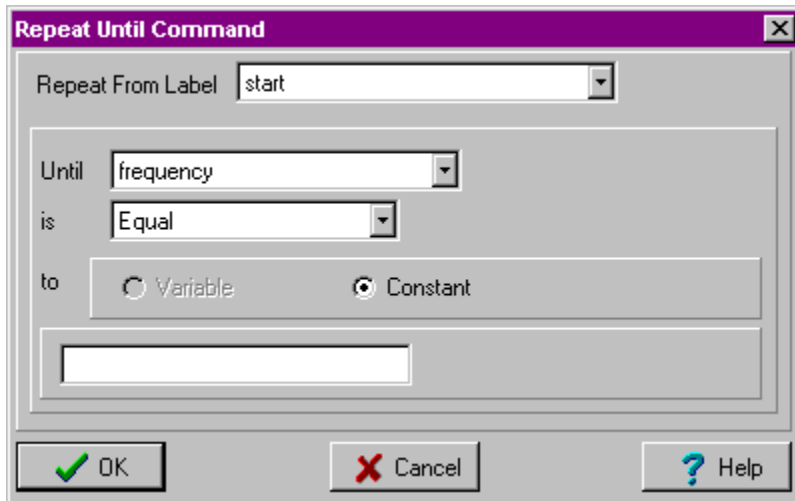 Repeat Until Command
Repeat From Label start
Until frequency
is Equal
to Variable Constant
OK Cancel ? Help